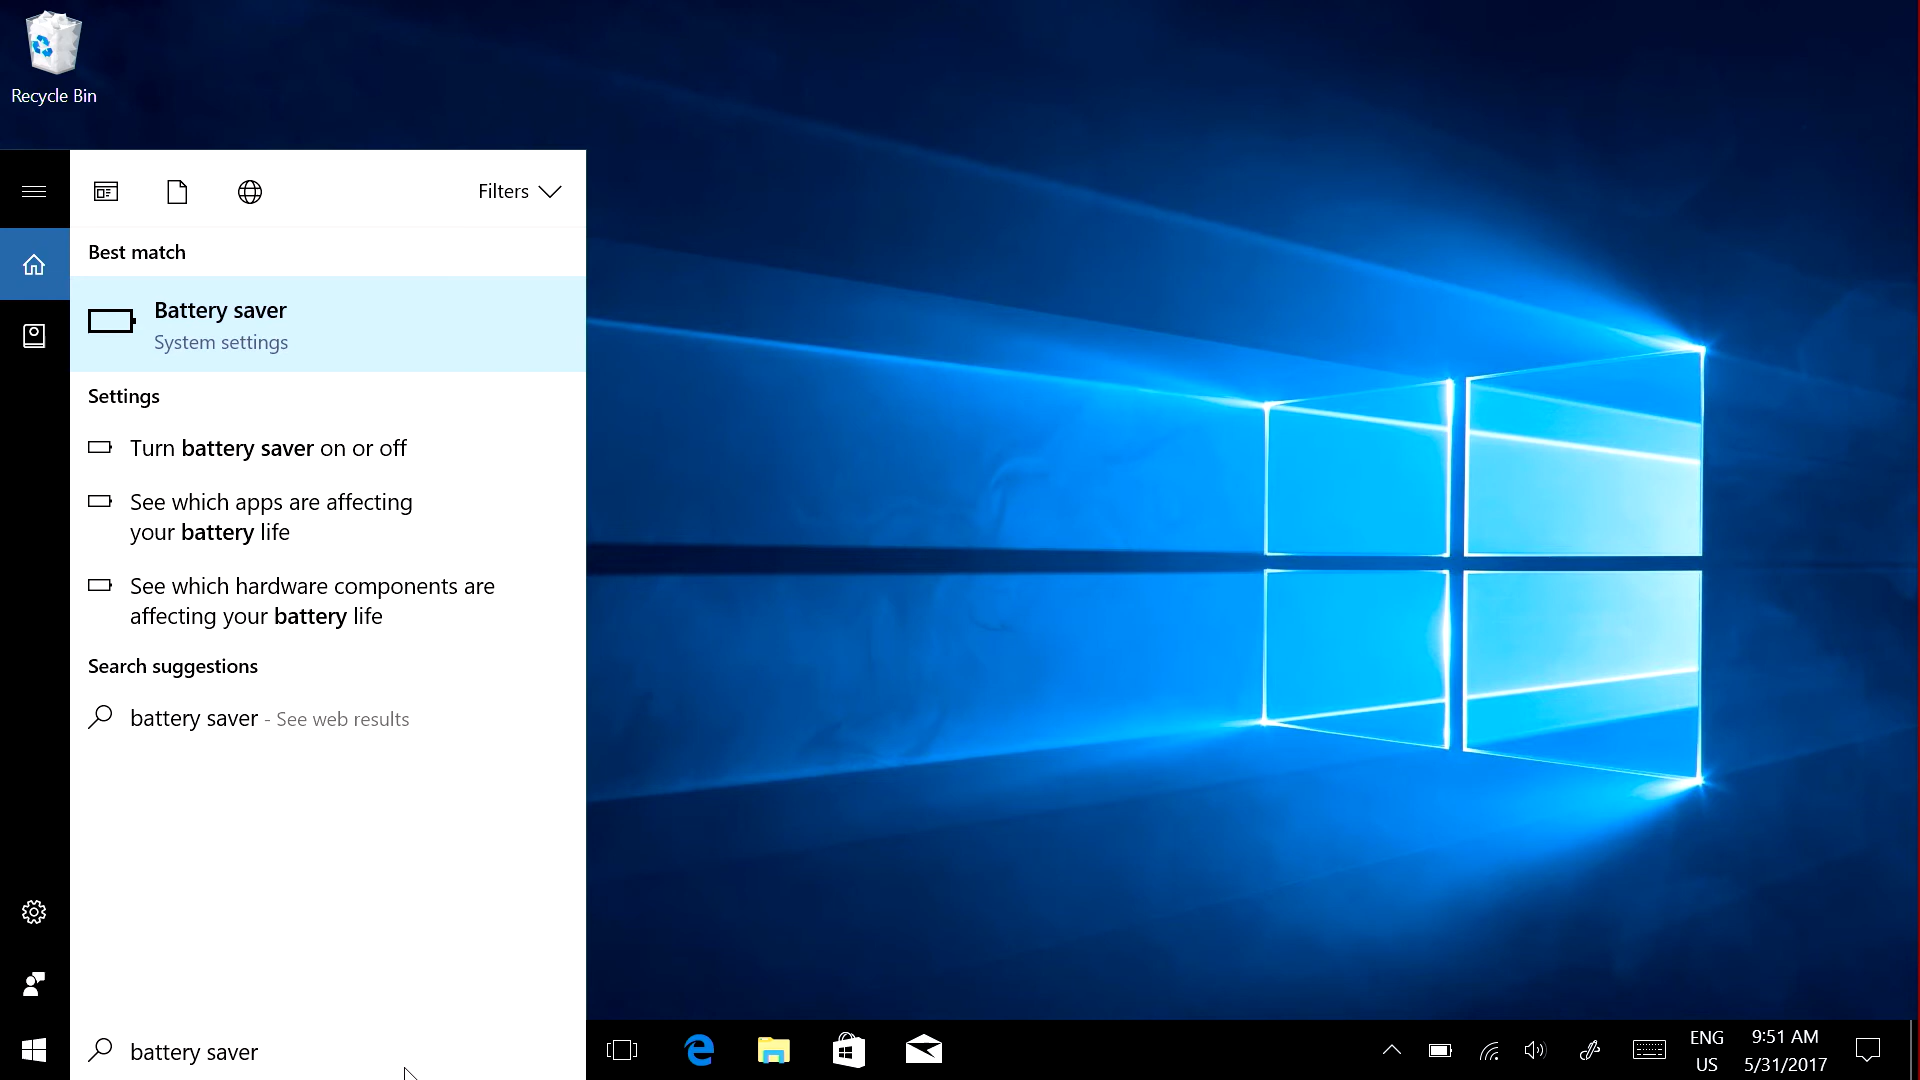 Recycle Bin
Filters
Best match
Battery saver
System settings
Settings
Turn battery saver on or off
See which apps are affecting
your battery life
See which hardware components are
affecting your battery life
Search suggestions
battery saver - See web results
battery saver
ENG
US
9:51 AM
5/31/2017